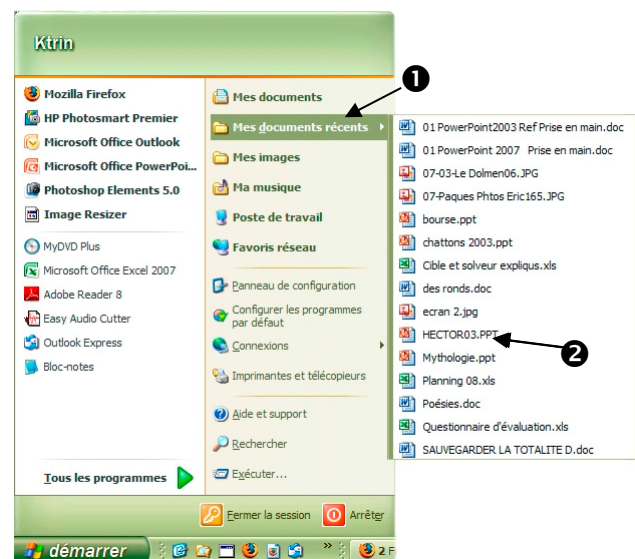 Ktrin
Mozilla Firefox
HP Photosmart Premier
Microsoft Office Outlook
Microsoft Office PowerPoi...
Photoshop Elements 5.0
Image Resizer
MyDVD Plus
Microsoft Office Excel 2007
Adobe Reader 8
Easy Audio Cutter
Outlook Express
Bloc-notes
Tous les programmes
Mes documents
Mes documents récents
Mes images
Ma musique
Poste de travail
Favoris réseau
Panneau de configuration
Configurer les programmes
par défaut
Connexions
Imprimantes et télécopieurs
Aide et support
Rechercher
Exécuter...
❶
01 PowerPoint2003 Ref Prise en main.doc
01 PowerPoint 2007 Prise en main.doc
07-03-Le Dolmen06.JPG
07-Paques Phtos Eric165.JPG
bourse.ppt
chattons 2003.ppt
Cible et solveur expliqus.xls
des ronds.doc
ecran 2.jpg
HECTOR03.PPT
❷
Mythologie.ppt
Planning 08.xls
Poésies.doc
Questionnaire d'évaluation.xls
SAUVEGARDER LA TOTALITE D.doc
Fermer la session
Arrêter
démarrer
»
2 F